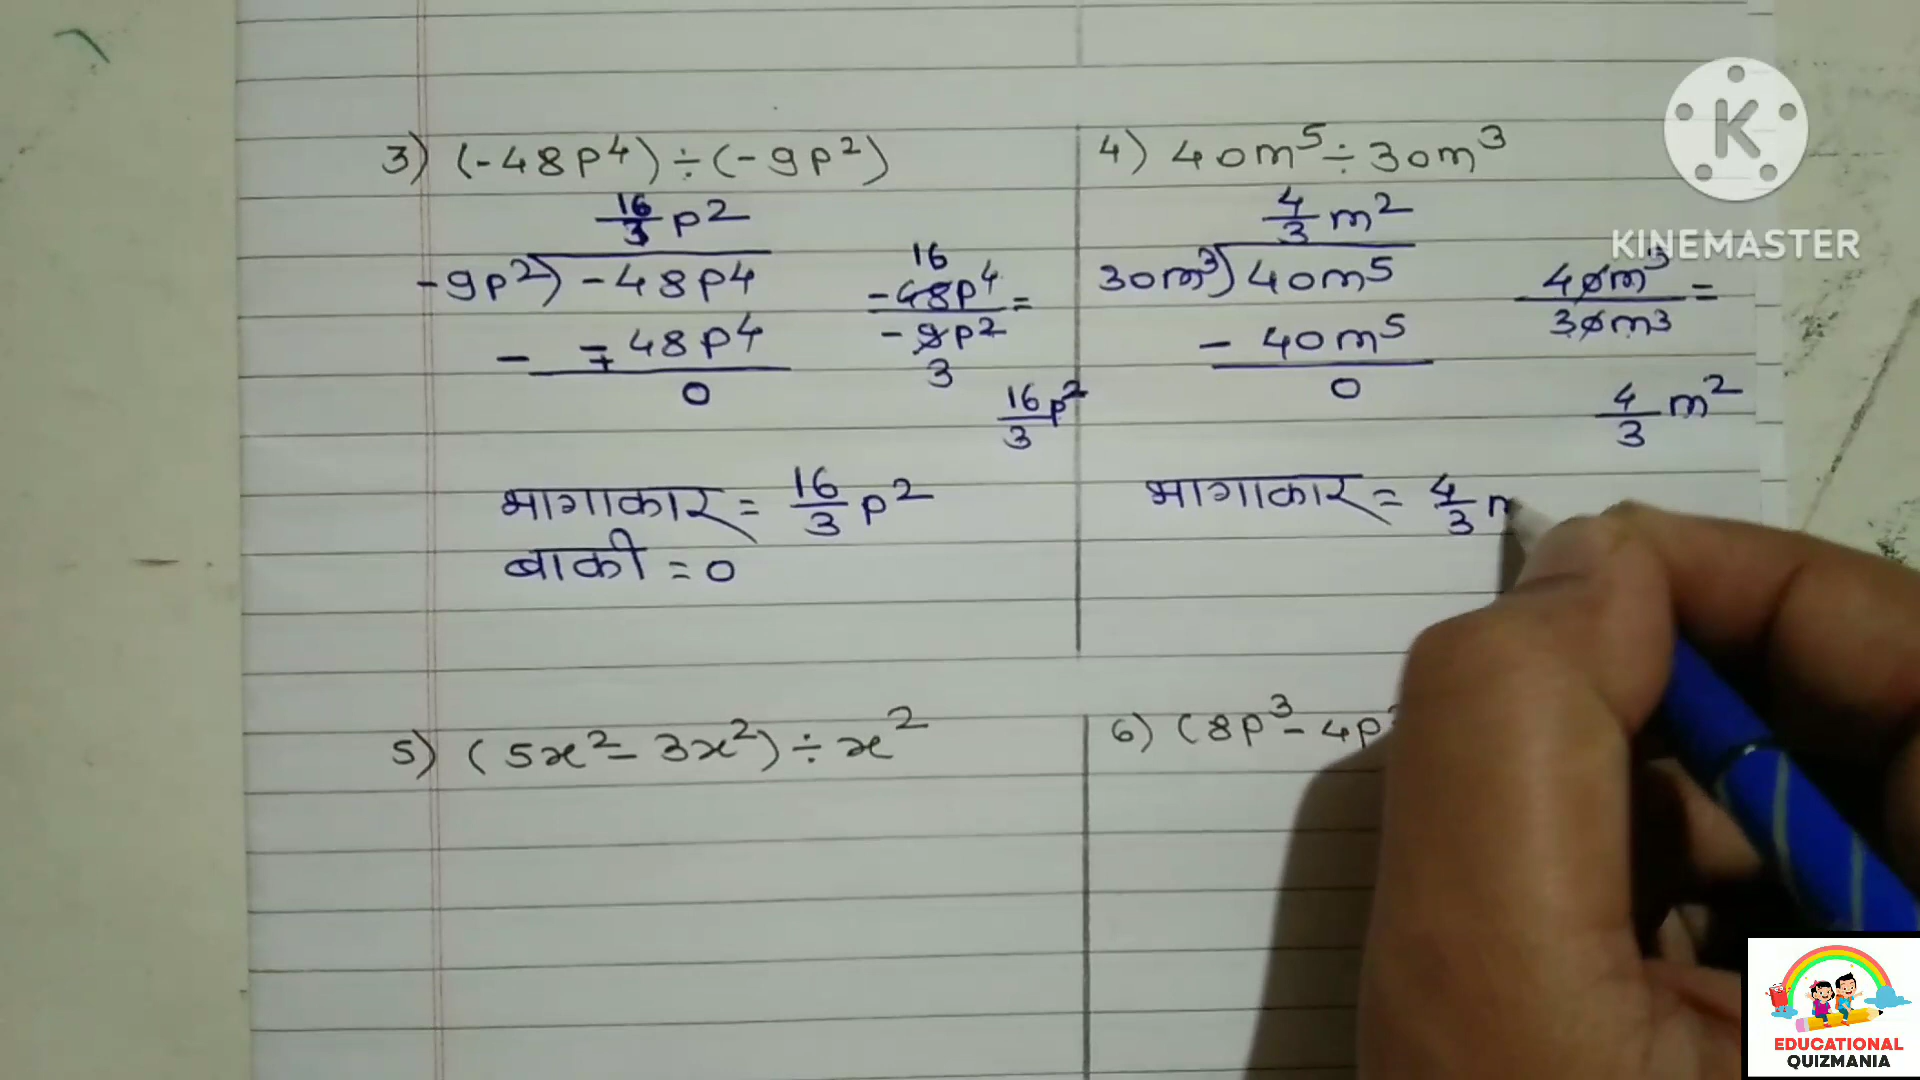 3) (-48p⁴) ÷ (-9p²)
16/3 p²
-9p²) -48p⁴
- -48p⁴
0
16
-48p⁴ =
-9p²
3
16/3 p²
भागाकार = 16/3 p²
बाकी = 0
4) 40m⁵ ÷ 30m³
4/3 m²
30m³) 40m⁵
- 40m⁵
0
40m³ =
30m³
4/3 m²
भागाकार = 4/3 m
5) (5x² - 3x²) ÷ x²
6) (8p³ - 4p
K
KINEMASTER
EDUCATIONAL
QUIZMANIA